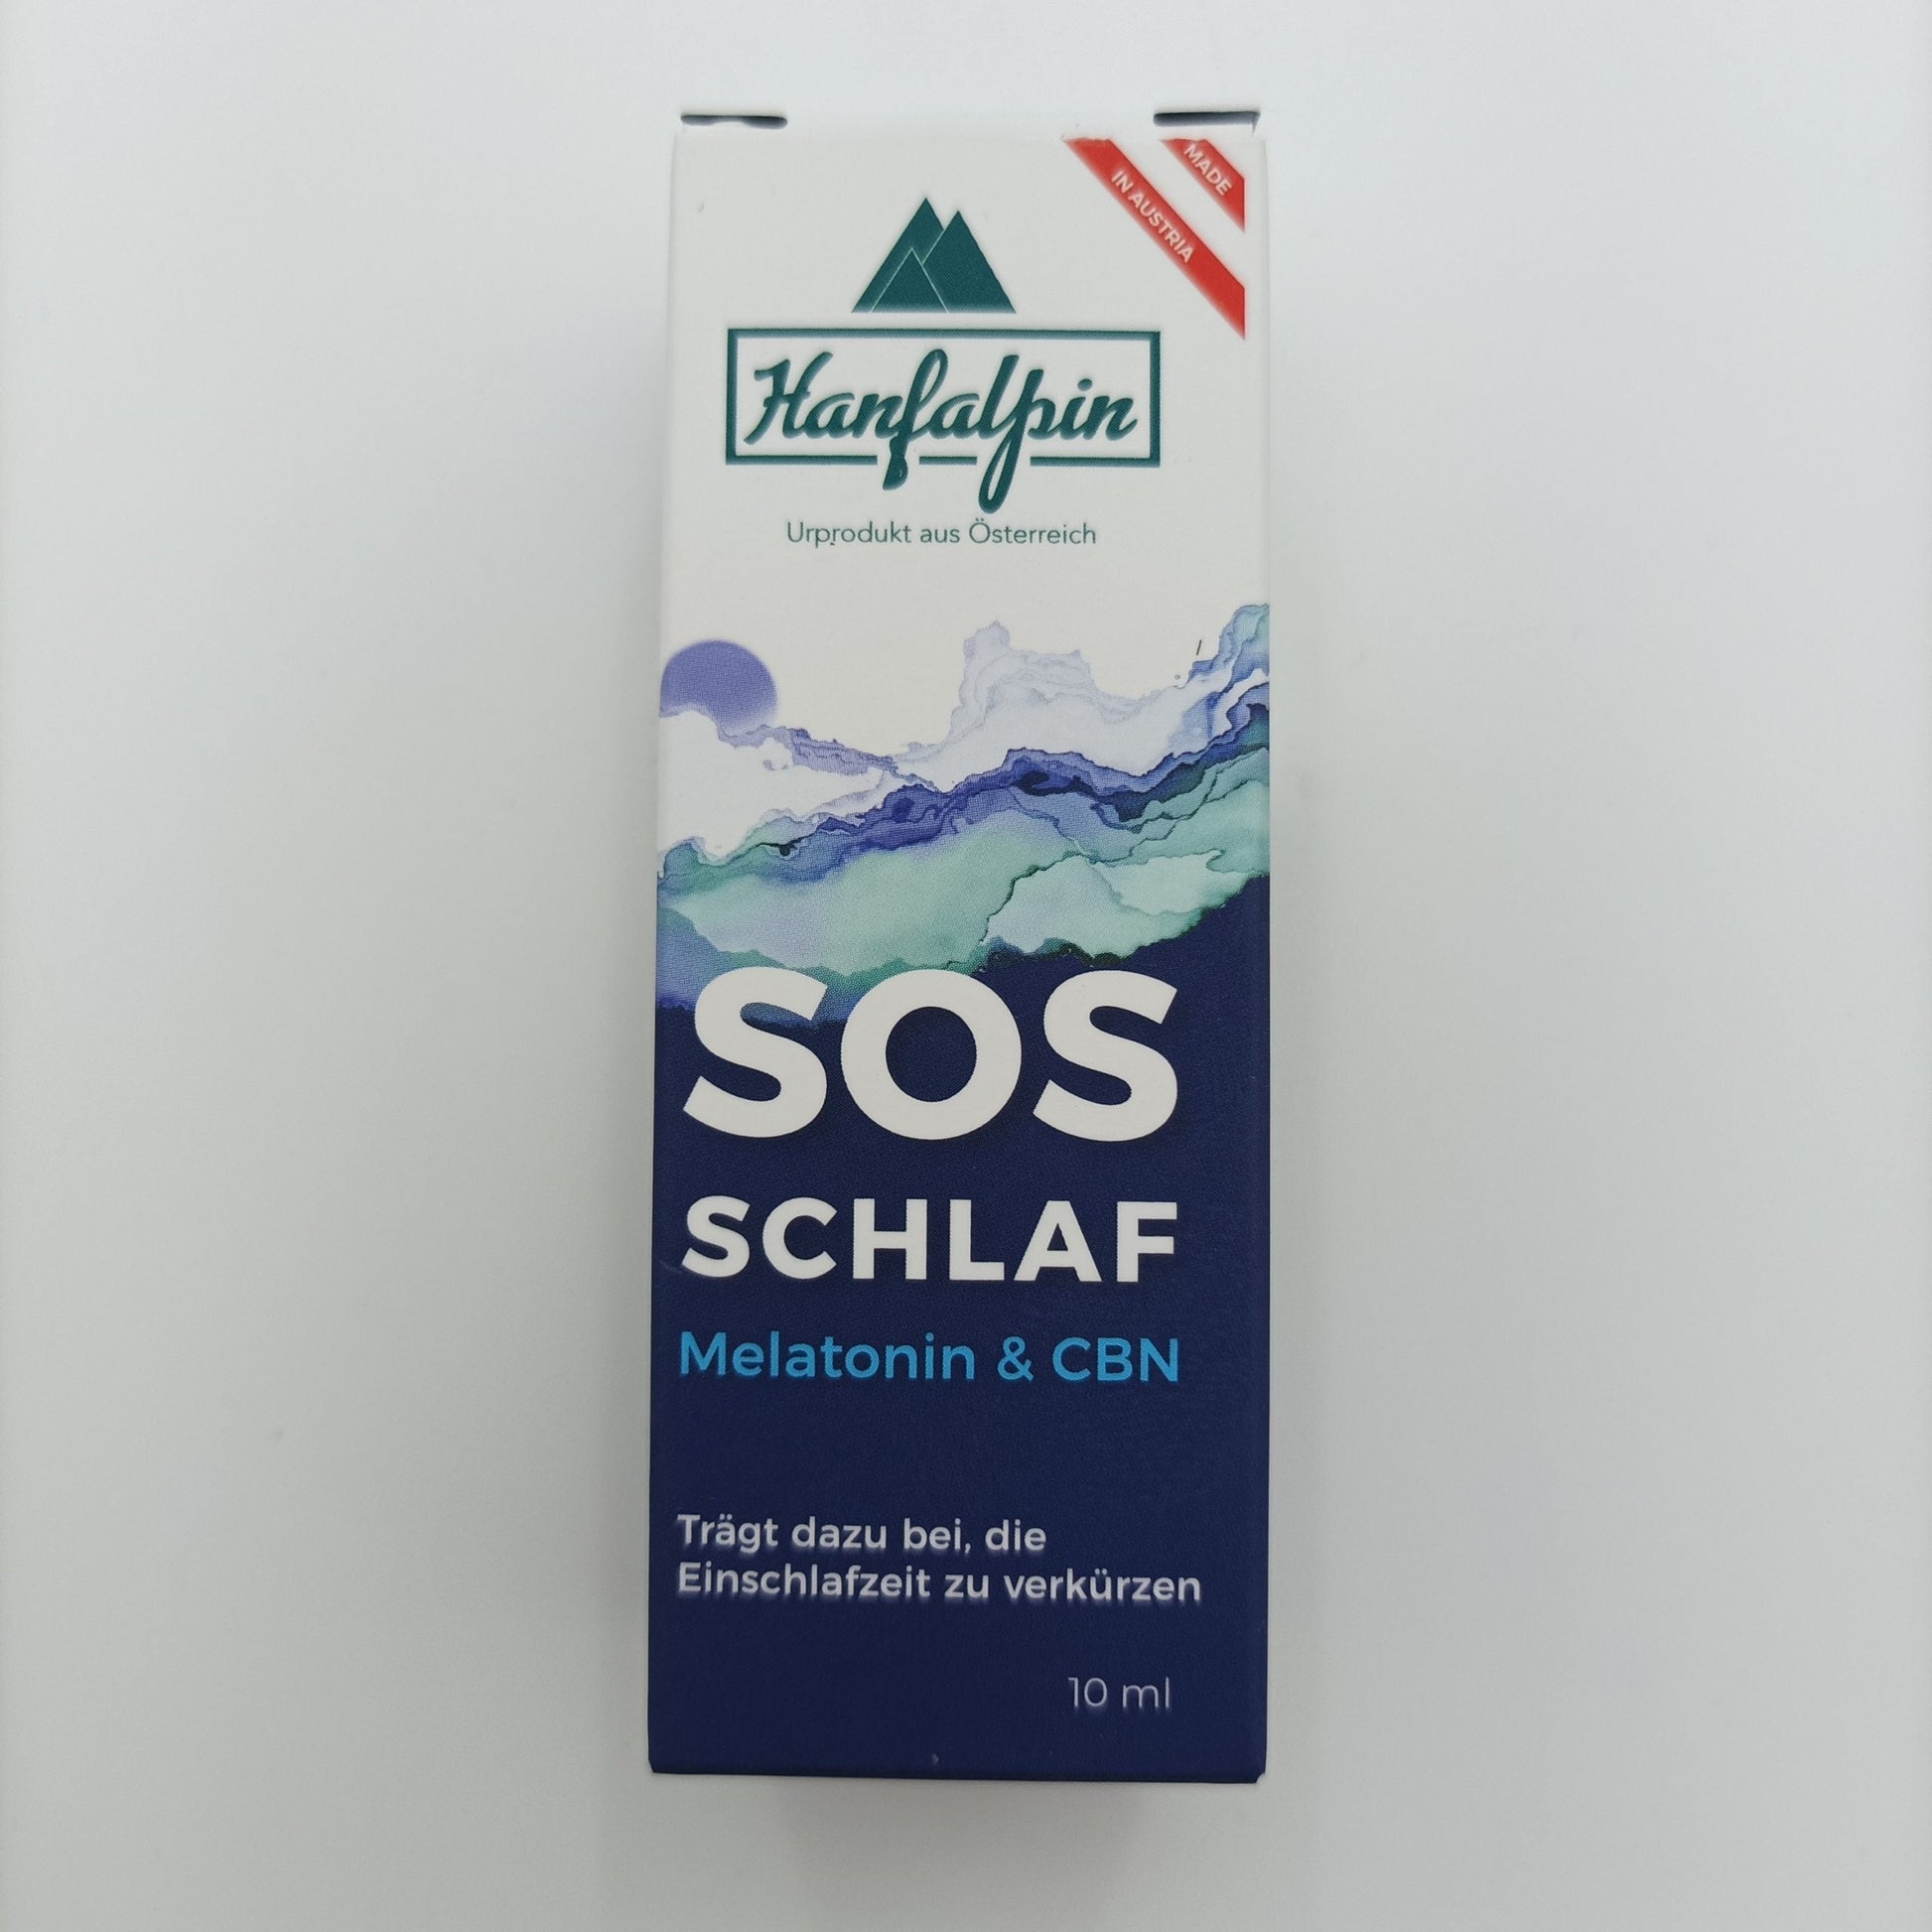 MADE
IN AUSTRIA
Hanfalpin
Urprodukt aus Österreich
SOS
SCHLAF
Melatonin & CBN
Trägt dazu bei, die
Einschlafzeit zu verkürzen
10 ml